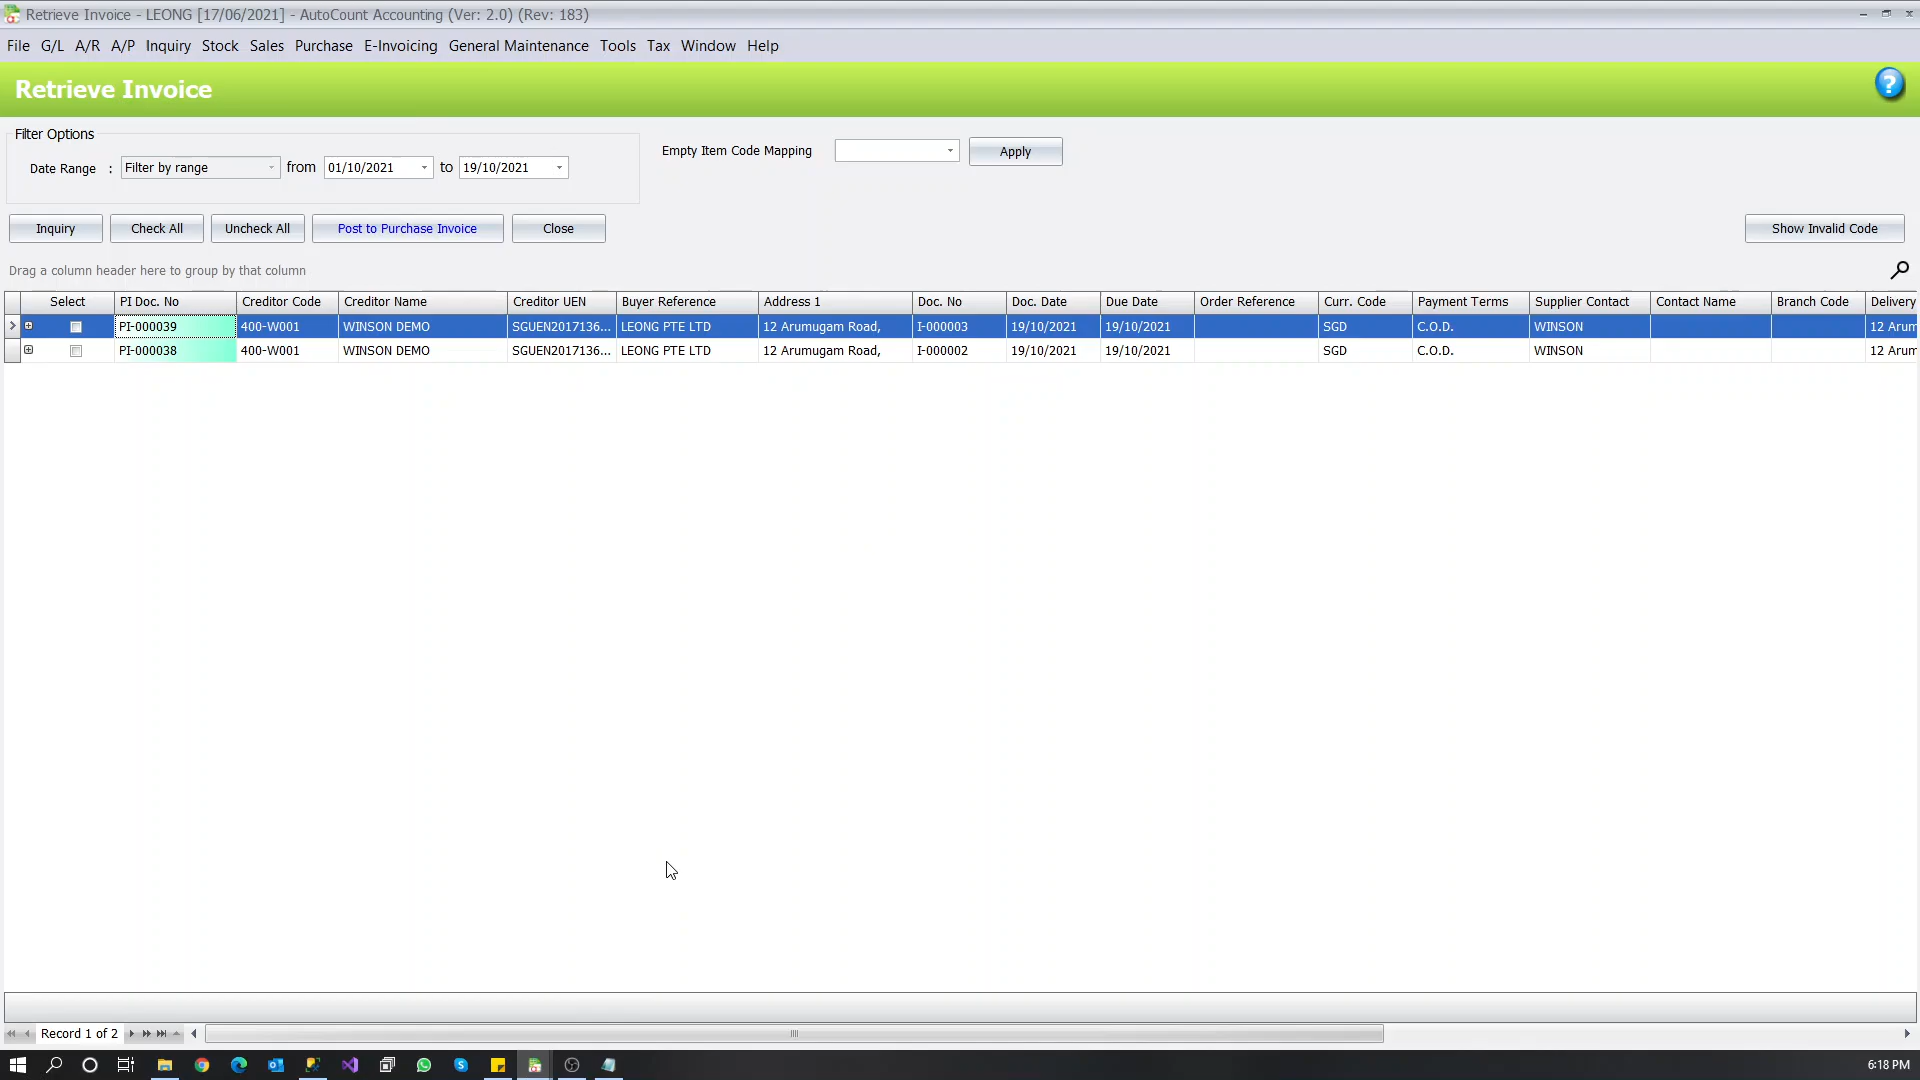 Retrieve Invoice - LEONG [17/06/2021] - AutoCount Accounting (Ver: 2.0) (Rev: 183)
File G/L A/R A/P Inquiry Stock Sales Purchase E-Invoicing General Maintenance Tools Tax Window Help
Retrieve Invoice
?
Filter Options
Date Range : Filter by range from 01/10/2021 to 19/10/2021
Empty Item Code Mapping Apply
Inquiry Check All Uncheck All Post to Purchase Invoice Close Show Invalid Code
Drag a column header here to group by that column
Select PI Doc. No Creditor Code Creditor Name Creditor UEN Buyer Reference Address 1 Doc. No Doc. Date Due Date Order Reference Curr. Code Payment Terms Supplier Contact Contact Name Branch Code Delivery
PI-000039 400-W001 WINSON DEMO SGUEN2017136... LEONG PTE LTD 12 Arumugam Road, I-000003 19/10/2021 19/10/2021 SGD C.O.D. WINSON 12 Arum
PI-000038 400-W001 WINSON DEMO SGUEN2017136... LEONG PTE LTD 12 Arumugam Road, I-000002 19/10/2021 19/10/2021 SGD C.O.D. WINSON 12 Arum
Record 1 of 2
6:18 PM